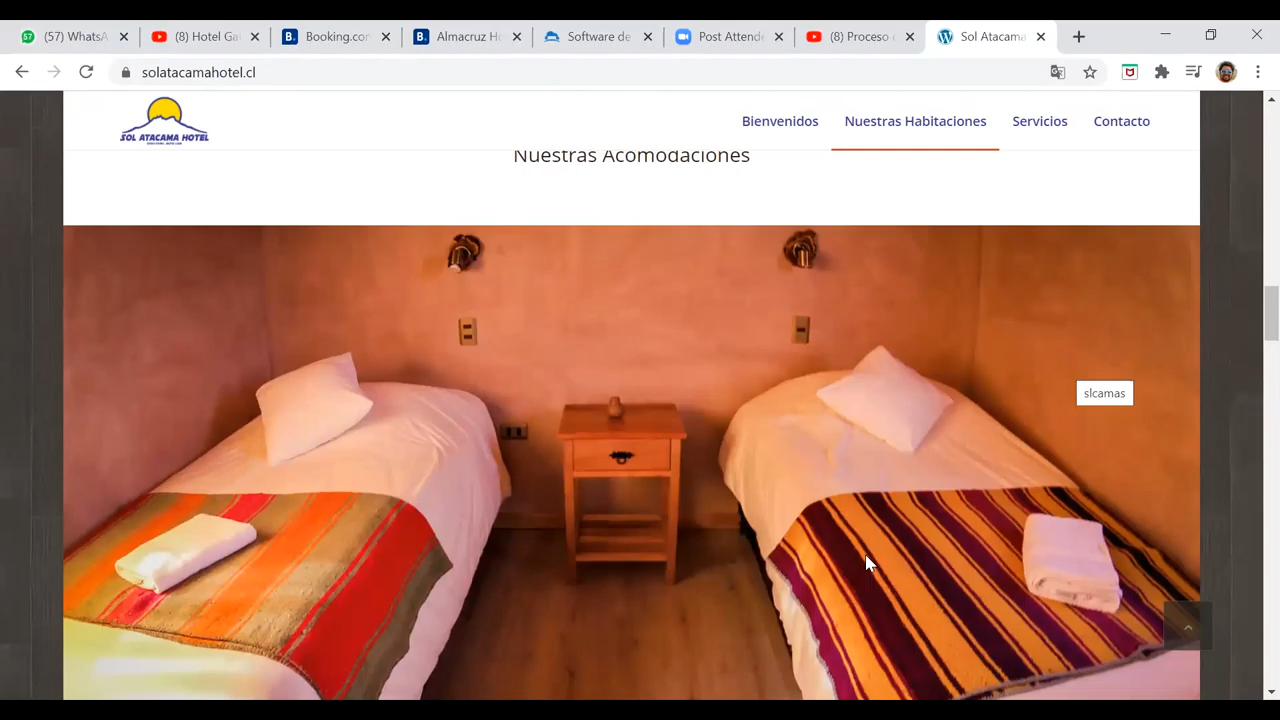 (57) WhatsA
(8) Hotel Ga
Booking.co
Almacruz H
Software de
Post Attende
(8) Proceso
Sol Atacama
solatacamahotel.cl
SOL ATACAMA HOTEL
Bienvenidos
Nuestras Habitaciones
Servicios
Contacto
Nuestras Acomodaciones
slcamas